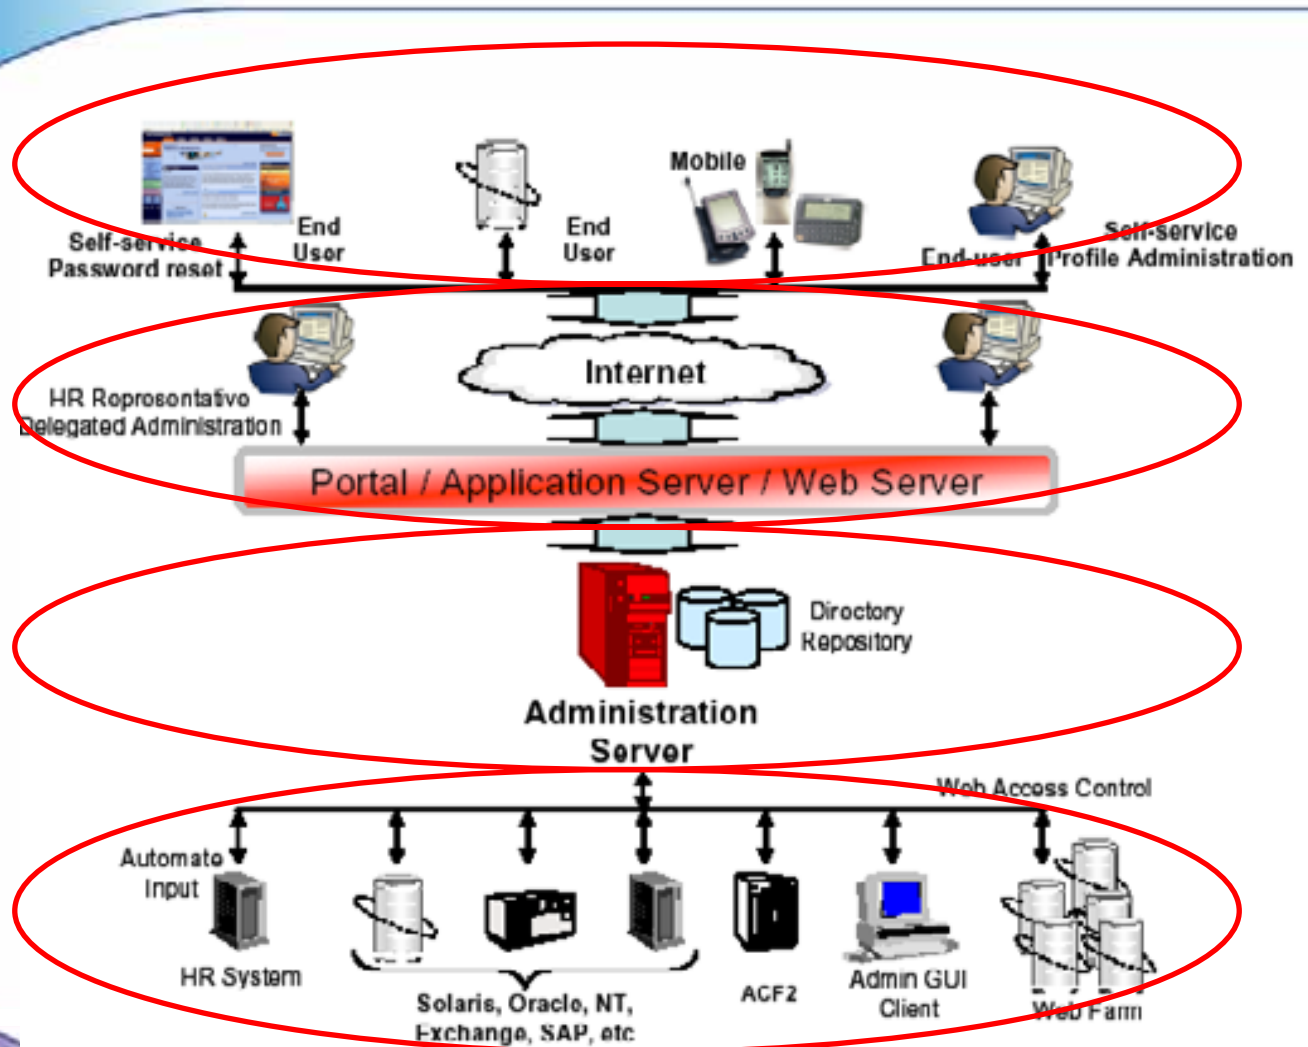 Mobile
End
User
End
User
Self-service
Password reset
Self-service
End-user Profile Administration
Internet
HR Representative
Delegated Administration
Portal / Application Server / Web Server
Directory
Repository
Administration
Server
Web Access Control
Automate
Input
HR System
Solaris, Oracle, NT,
Exchange, SAP, etc
ACF2
Admin GUI
Client
Web Farm